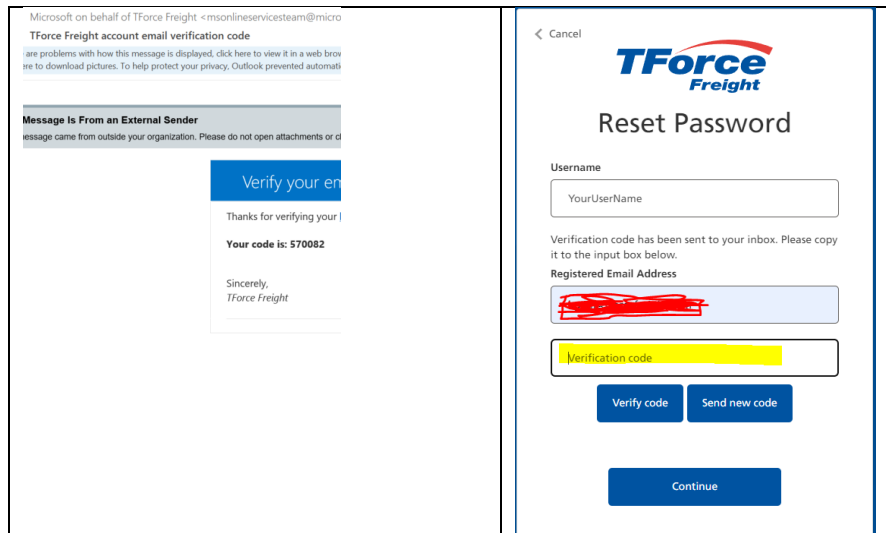 Microsoft on behalf of TForce Freight <msonlineservicesteam@micro
TForce Freight account email verification code
are problems with how this message is displayed, click here to view it in a web brow
ere to download pictures. To help protect your privacy, Outlook prevented automati
Message Is From an External Sender
essage came from outside your organization. Please do not open attachments or cl
Verify your em
Thanks for verifying your
Your code is: 570082
Sincerely,
TForce Freight
Cancel
TForce
Freight
Reset Password
Username
YourUserName
Verification code has been sent to your inbox. Please copy
it to the input box below.
Registered Email Address
Verification code
Verify code
Send new code
Continue